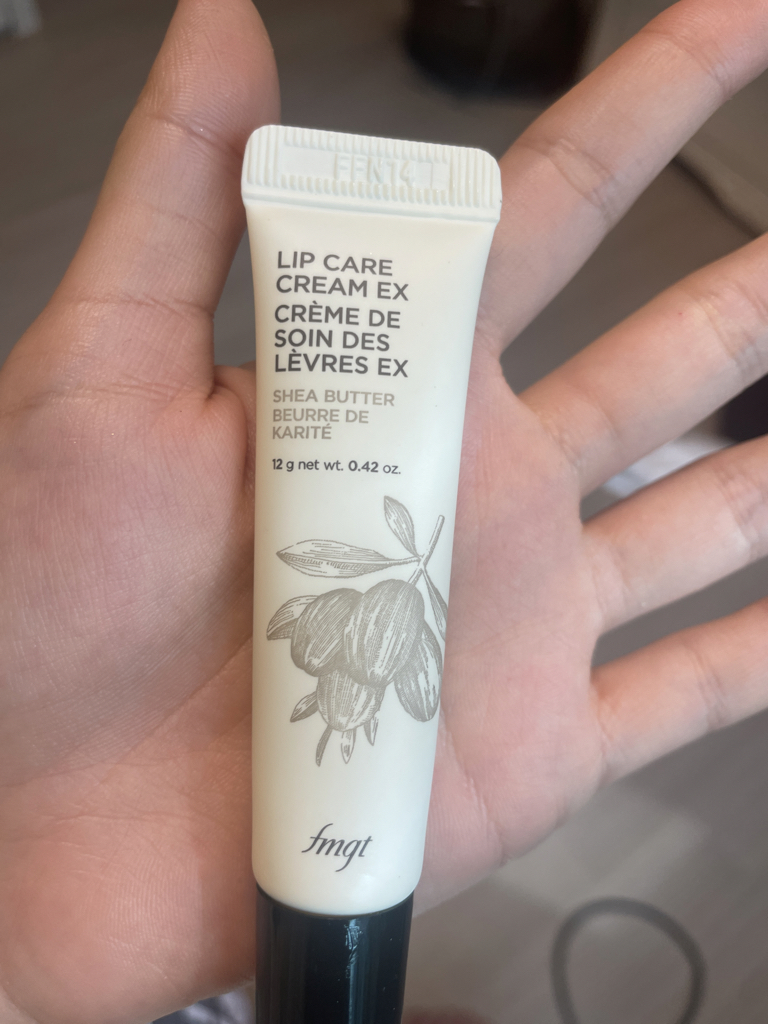 FFN14
LIP CARE
CREAM EX
CRÈME DE
SOIN DES
LÈVRES EX
SHEA BUTTER
BEURRE DE
KARITÉ
12 g net wt. 0.42 oz.
fmgt